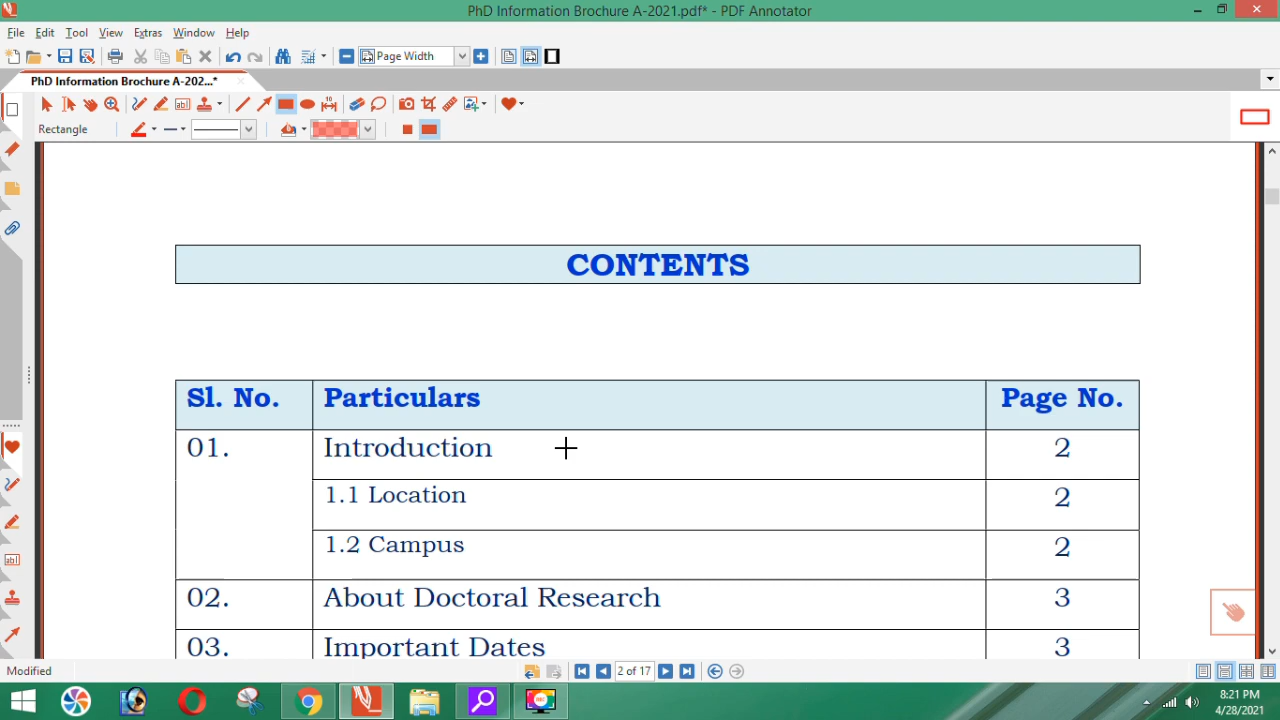 PhD Information Brochure A-2021.pdf* - PDF Annotator
File Edit Tool View Extras Window Help
Page Width
PhD Information Brochure A-202...*
Rectangle
CONTENTS
Sl. No. Particulars Page No.
01. Introduction 2
1.1 Location 2
1.2 Campus 2
02. About Doctoral Research 3
03. Important Dates 3
Modified 2 of 17
8:21 PM
4/28/2021